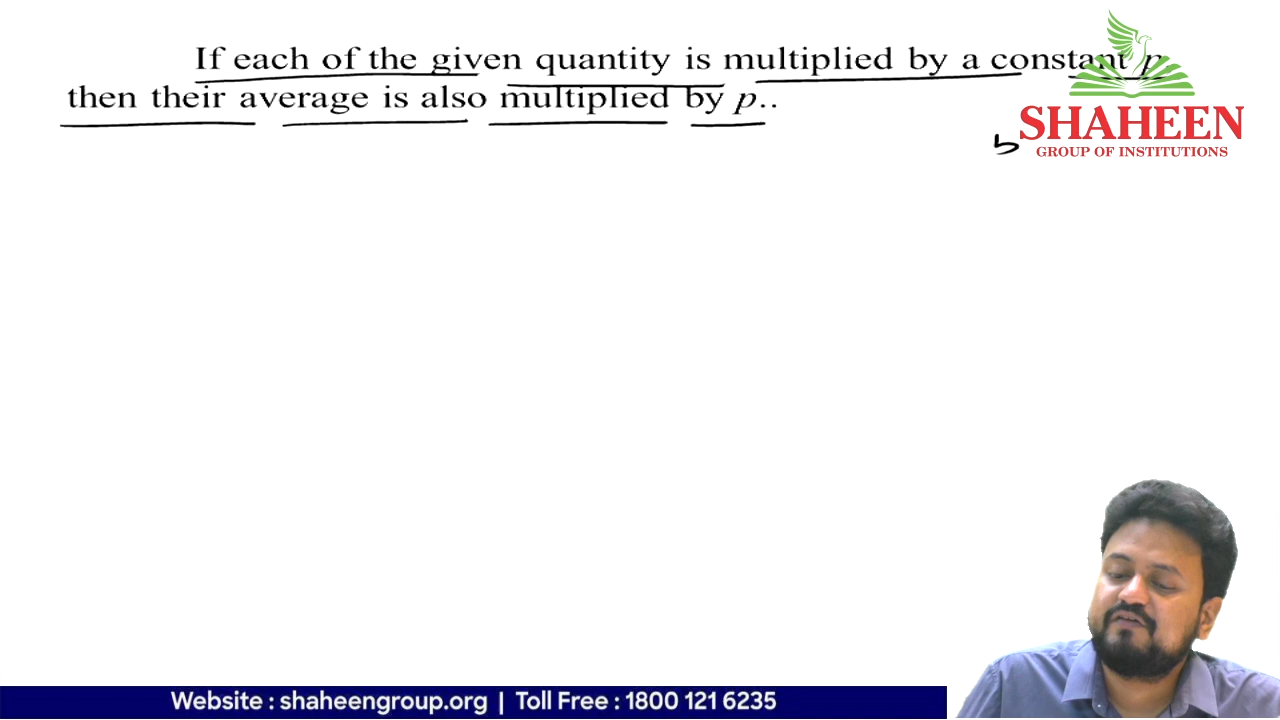 If each of the given quantity is multiplied by a constant p
then their average is also multiplied by p..
SHAHEEN
GROUP OF INSTITUTIONS
Website : shaheengroup.org | Toll Free : 1800 121 6235